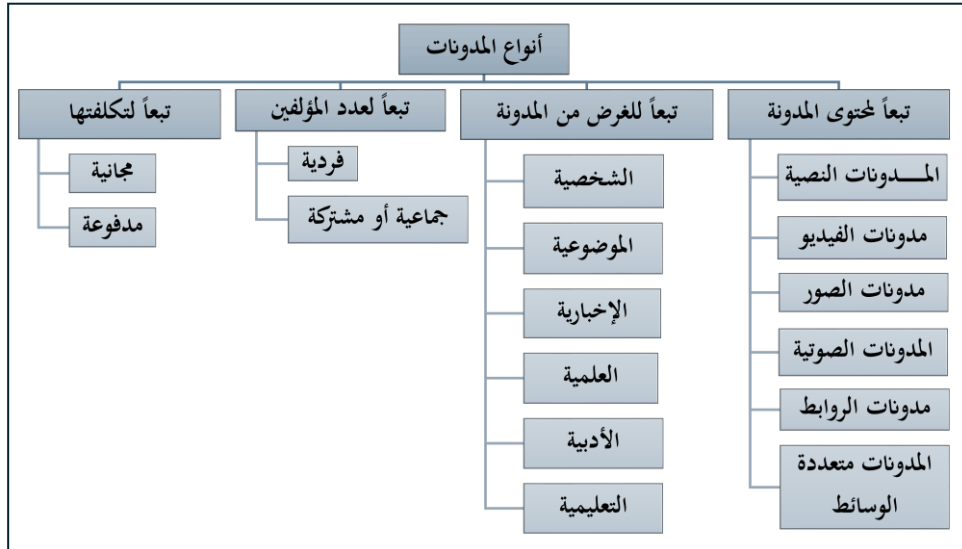 أنواع المدونات
تبعاً لمحتوى المدونة
المـــدونات النصية
مدونات الفيديو
مدونات الصور
المدونات الصوتية
مدونات الروابط
المدونات متعددة
الوسائط
تبعاً للغرض من المدونة
الشخصية
الموضوعية
الإخبارية
العلمية
الأدبية
التعليمية
تبعاً لعدد المؤلفين
فردية
جماعية أو مشتركة
تبعاً لتكلفتها
مجانية
مدفوعة